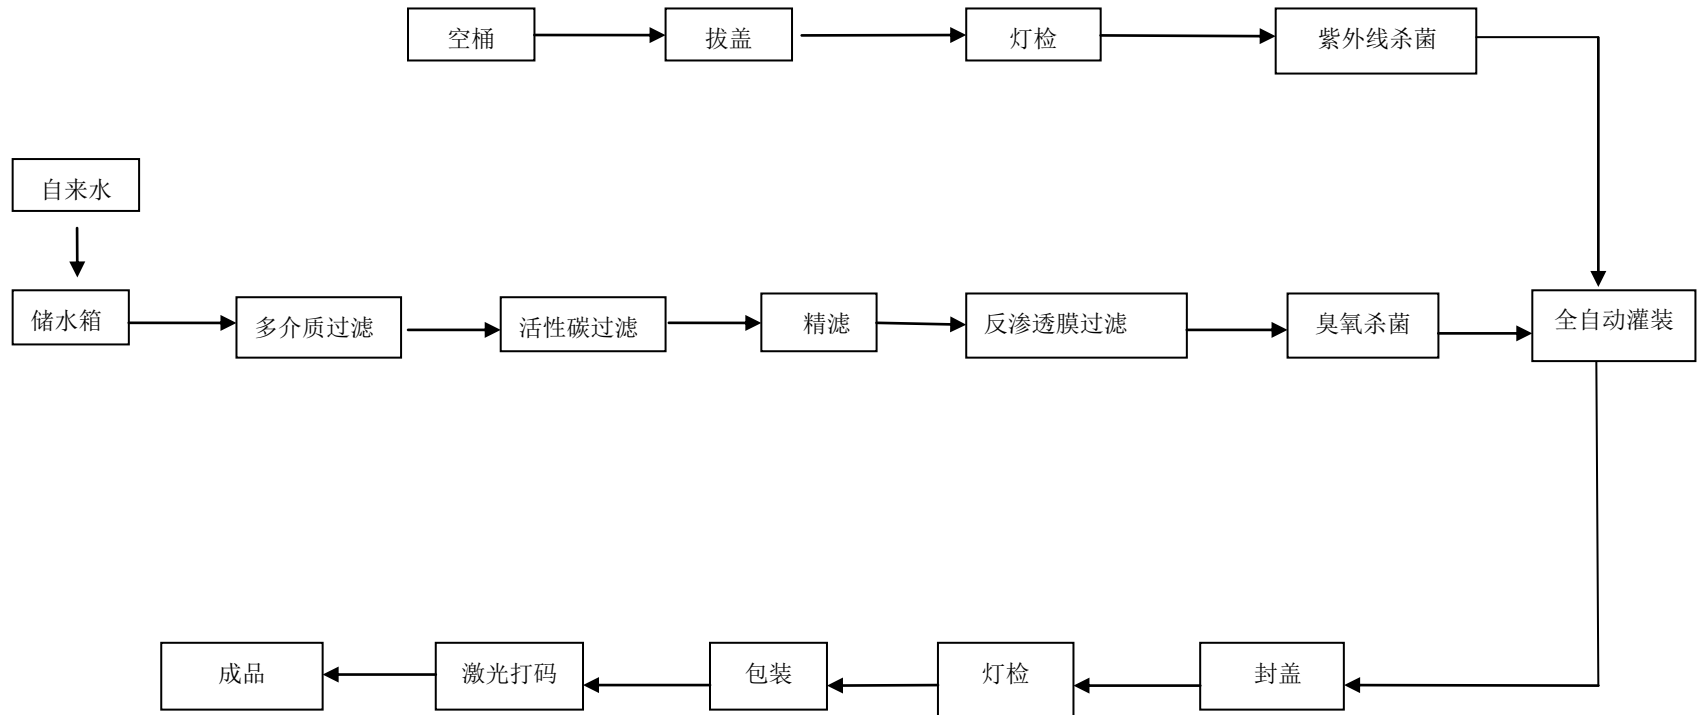 空桶
拔盖
灯检
紫外线杀菌
自来水
储水箱
多介质过滤
活性碳过滤
精滤
反渗透膜过滤
臭氧杀菌
全自动灌装
成品
激光打码
包装
灯检
封盖